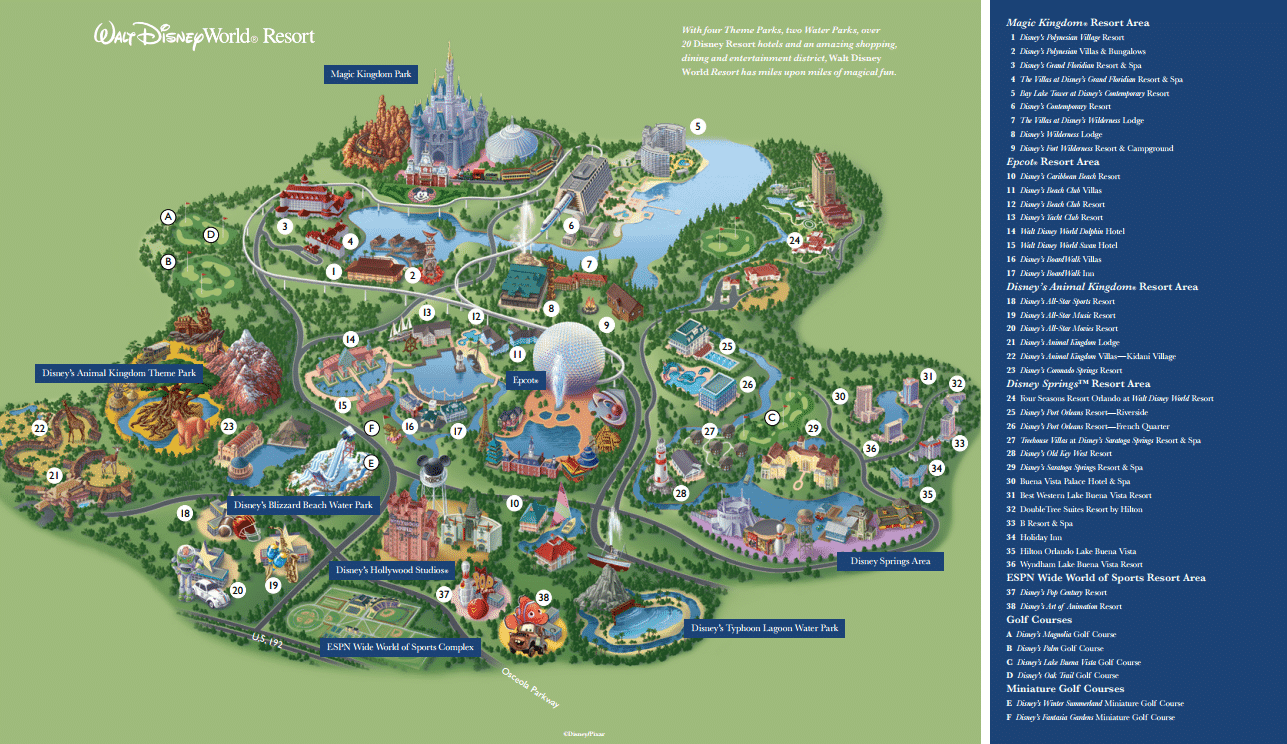 WALT DISNEY World® Resort
With four Theme Parks, two Water Parks, over
20 Disney Resort hotels and an amazing shopping,
dining and entertainment district, Walt Disney
World Resort has miles upon miles of magical fun.
Magic Kingdom Park
5
A
D
B
3
4
6
24
1
2
7
8
9
13
12
14
11
25
Epcot®
Disney's Animal Kingdom Theme Park
26
31
32
30
15
16
17
F
C
22
23
27
29
33
36
E
21
34
28
35
Disney's Blizzard Beach Water Park
10
18
Disney Springs Area
Disney's Hollywood Studios®
19
20
37
38
Disney's Typhoon Lagoon Water Park
U.S. 192
ESPN Wide World of Sports Complex
Osceola Parkway
©Disney/Pixar
Magic Kingdom® Resort Area
1 Disney's Polynesian Village Resort
2 Disney's Polynesian Villas & Bungalows
3 Disney's Grand Floridian Resort & Spa
4 The Villas at Disney's Grand Floridian Resort & Spa
5 Bay Lake Tower at Disney's Contemporary Resort
6 Disney's Contemporary Resort
7 The Villas at Disney's Wilderness Lodge
8 Disney's Wilderness Lodge
9 Disney's Fort Wilderness Resort & Campground
Epcot® Resort Area
10 Disney's Caribbean Beach Resort
11 Disney's Beach Club Villas
12 Disney's Beach Club Resort
13 Disney's Yacht Club Resort
14 Walt Disney World Dolphin Hotel
15 Walt Disney World Swan Hotel
16 Disney's BoardWalk Villas
17 Disney's BoardWalk Inn
Disney's Animal Kingdom® Resort Area
18 Disney's All-Star Sports Resort
19 Disney's All-Star Music Resort
20 Disney's All-Star Movies Resort
21 Disney's Animal Kingdom Lodge
22 Disney's Animal Kingdom Villas—Kidani Village
23 Disney's Coronado Springs Resort
Disney Springs™ Resort Area
24 Four Seasons Resort Orlando at Walt Disney World Resort
25 Disney's Port Orleans Resort—Riverside
26 Disney's Port Orleans Resort—French Quarter
27 Treehouse Villas at Disney's Saratoga Springs Resort & Spa
28 Disney's Old Key West Resort
29 Disney's Saratoga Springs Resort & Spa
30 Buena Vista Palace Hotel & Spa
31 Best Western Lake Buena Vista Resort
32 DoubleTree Suites Resort by Hilton
33 B Resort & Spa
34 Holiday Inn
35 Hilton Orlando Lake Buena Vista
36 Wyndham Lake Buena Vista Resort
ESPN Wide World of Sports Resort Area
37 Disney's Pop Century Resort
38 Disney's Art of Animation Resort
Golf Courses
A Disney's Magnolia Golf Course
B Disney's Palm Golf Course
C Disney's Lake Buena Vista Golf Course
D Disney's Oak Trail Golf Course
Miniature Golf Courses
E Disney's Winter Summerland Miniature Golf Course
F Disney's Fantasia Gardens Miniature Golf Course